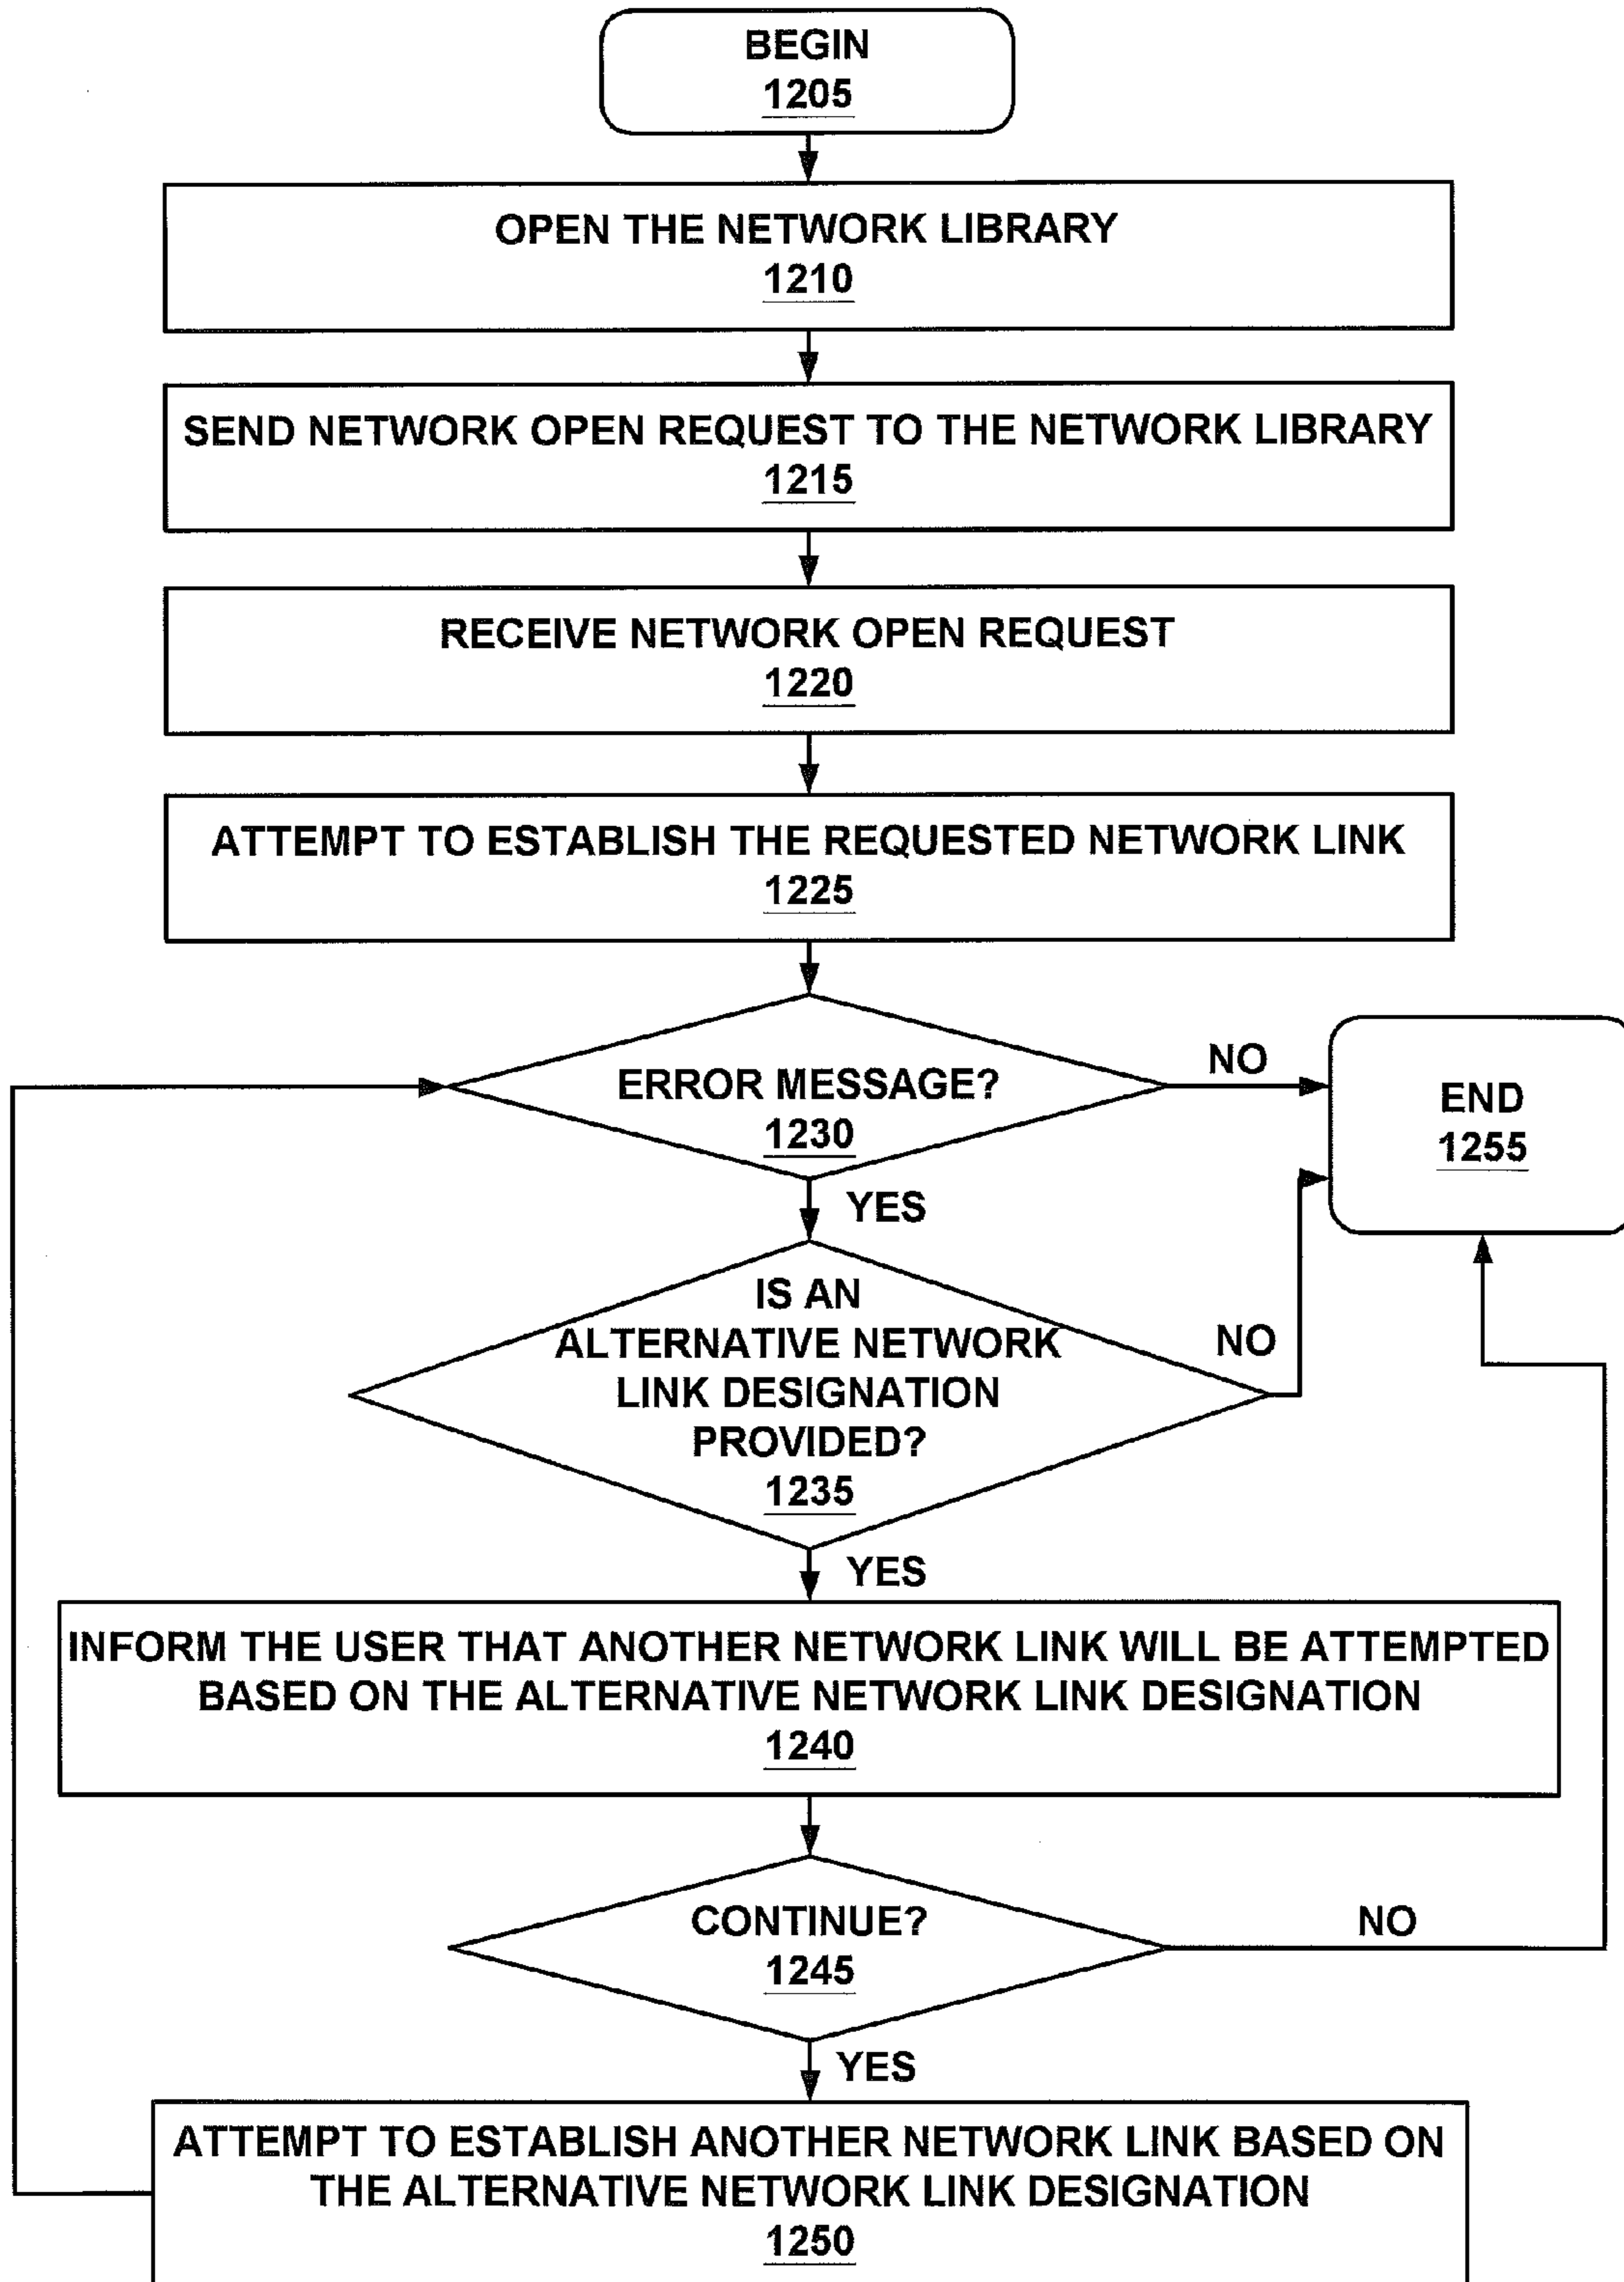 BEGIN
1205
OPEN THE NETWORK LIBRARY
1210
SEND NETWORK OPEN REQUEST TO THE NETWORK LIBRARY
1215
RECEIVE NETWORK OPEN REQUEST
1220
ATTEMPT TO ESTABLISH THE REQUESTED NETWORK LINK
1225
ERROR MESSAGE?
1230
NO
END
1255
YES
IS AN
ALTERNATIVE NETWORK
LINK DESIGNATION
PROVIDED?
1235
NO
YES
INFORM THE USER THAT ANOTHER NETWORK LINK WILL BE ATTEMPTED
BASED ON THE ALTERNATIVE NETWORK LINK DESIGNATION
1240
CONTINUE?
1245
NO
YES
ATTEMPT TO ESTABLISH ANOTHER NETWORK LINK BASED ON
THE ALTERNATIVE NETWORK LINK DESIGNATION
1250